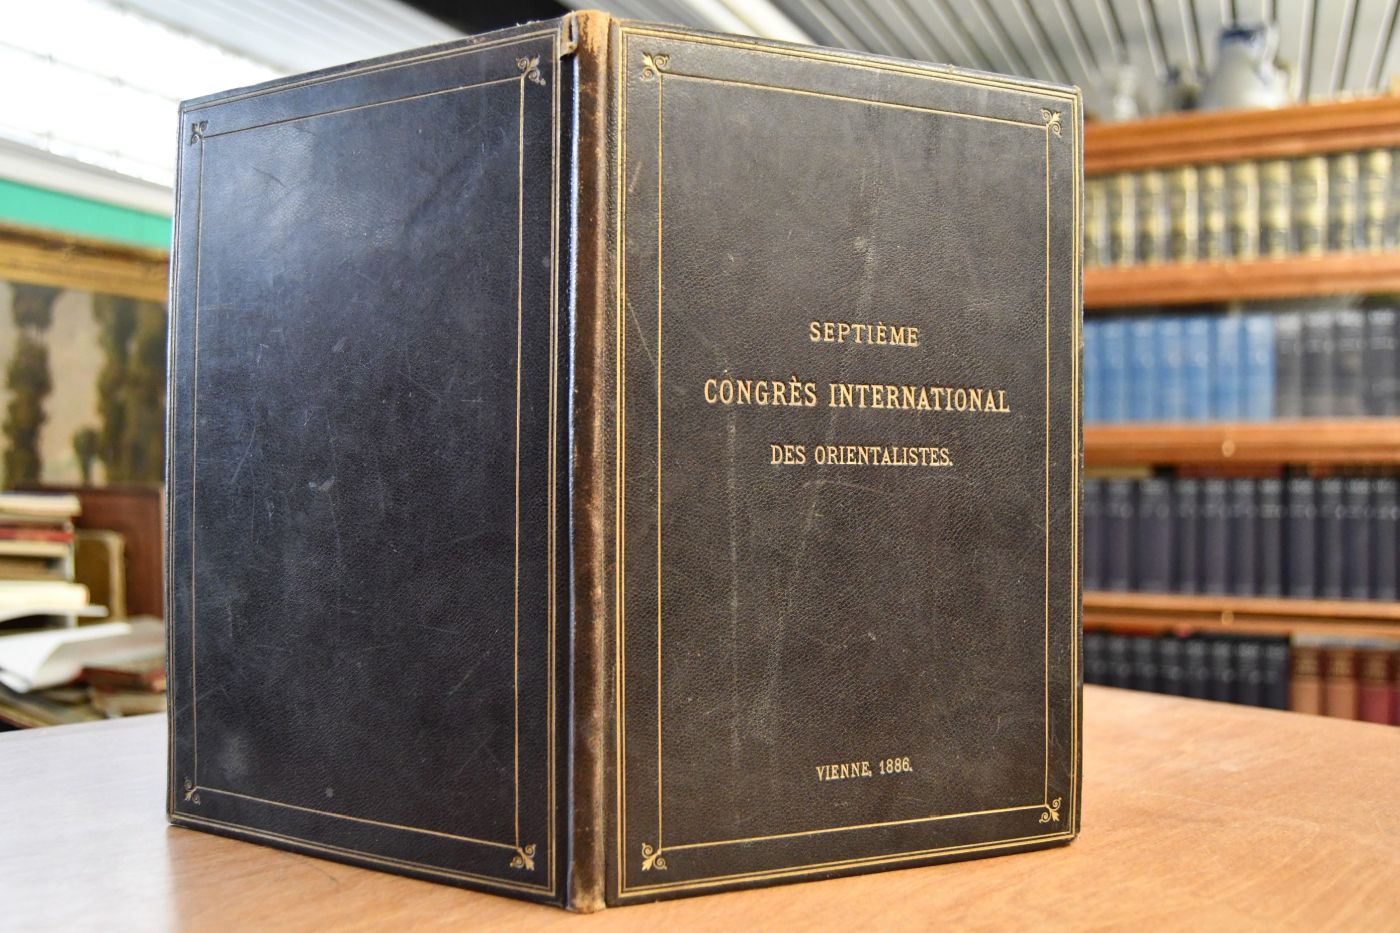 SEPTIÈME
CONGRÈS INTERNATIONAL
DES ORIENTALISTES.
VIENNE, 1886.